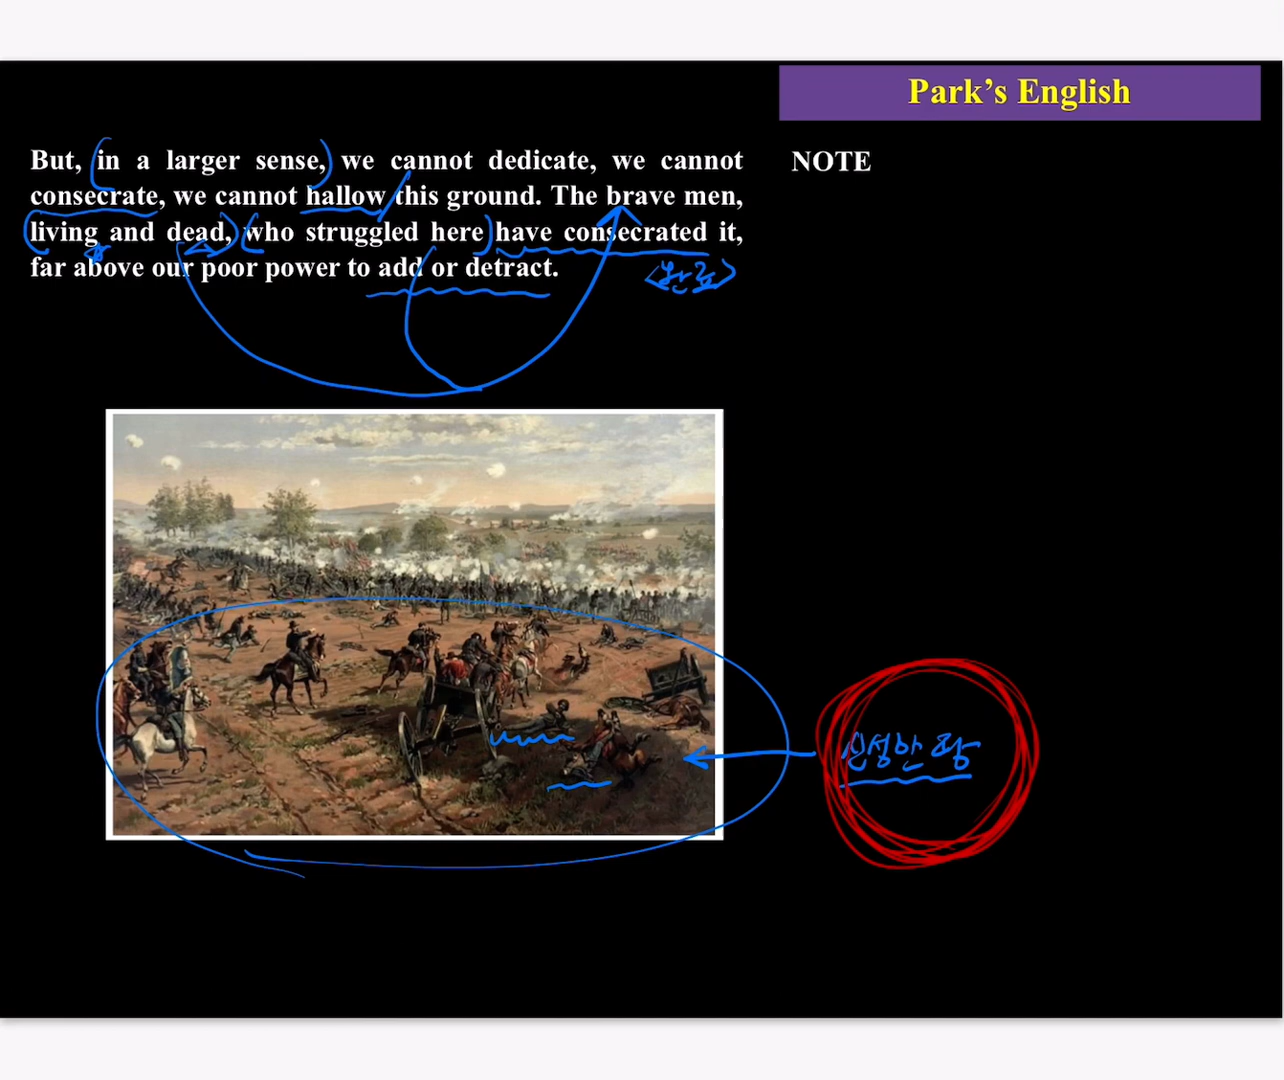 Park's English
But, in a larger sense, we cannot dedicate, we cannot
consecrate, we cannot hallow this ground. The brave men,
living and dead, who struggled here have consecrated it,
far above our poor power to add or detract.
<완료>
NOTE
신성한 땅